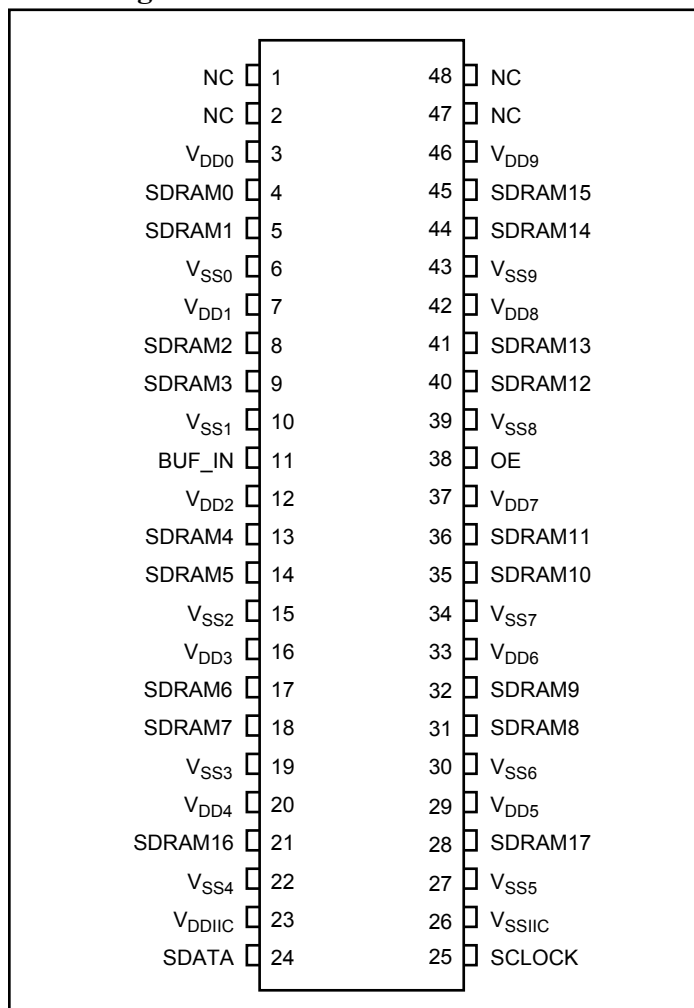 NC 1 48 NC
NC 2 47 NC
VDD0 3 46 VDD9
SDRAM0 4 45 SDRAM15
SDRAM1 5 44 SDRAM14
VSS0 6 43 VSS9
VDD1 7 42 VDD8
SDRAM2 8 41 SDRAM13
SDRAM3 9 40 SDRAM12
VSS1 10 39 VSS8
BUF_IN 11 38 OE
VDD2 12 37 VDD7
SDRAM4 13 36 SDRAM11
SDRAM5 14 35 SDRAM10
VSS2 15 34 VSS7
VDD3 16 33 VDD6
SDRAM6 17 32 SDRAM9
SDRAM7 18 31 SDRAM8
VSS3 19 30 VSS6
VDD4 20 29 VDD5
SDRAM16 21 28 SDRAM17
VSS4 22 27 VSS5
VDDIIC 23 26 VSSIIC
SDATA 24 25 SCLOCK